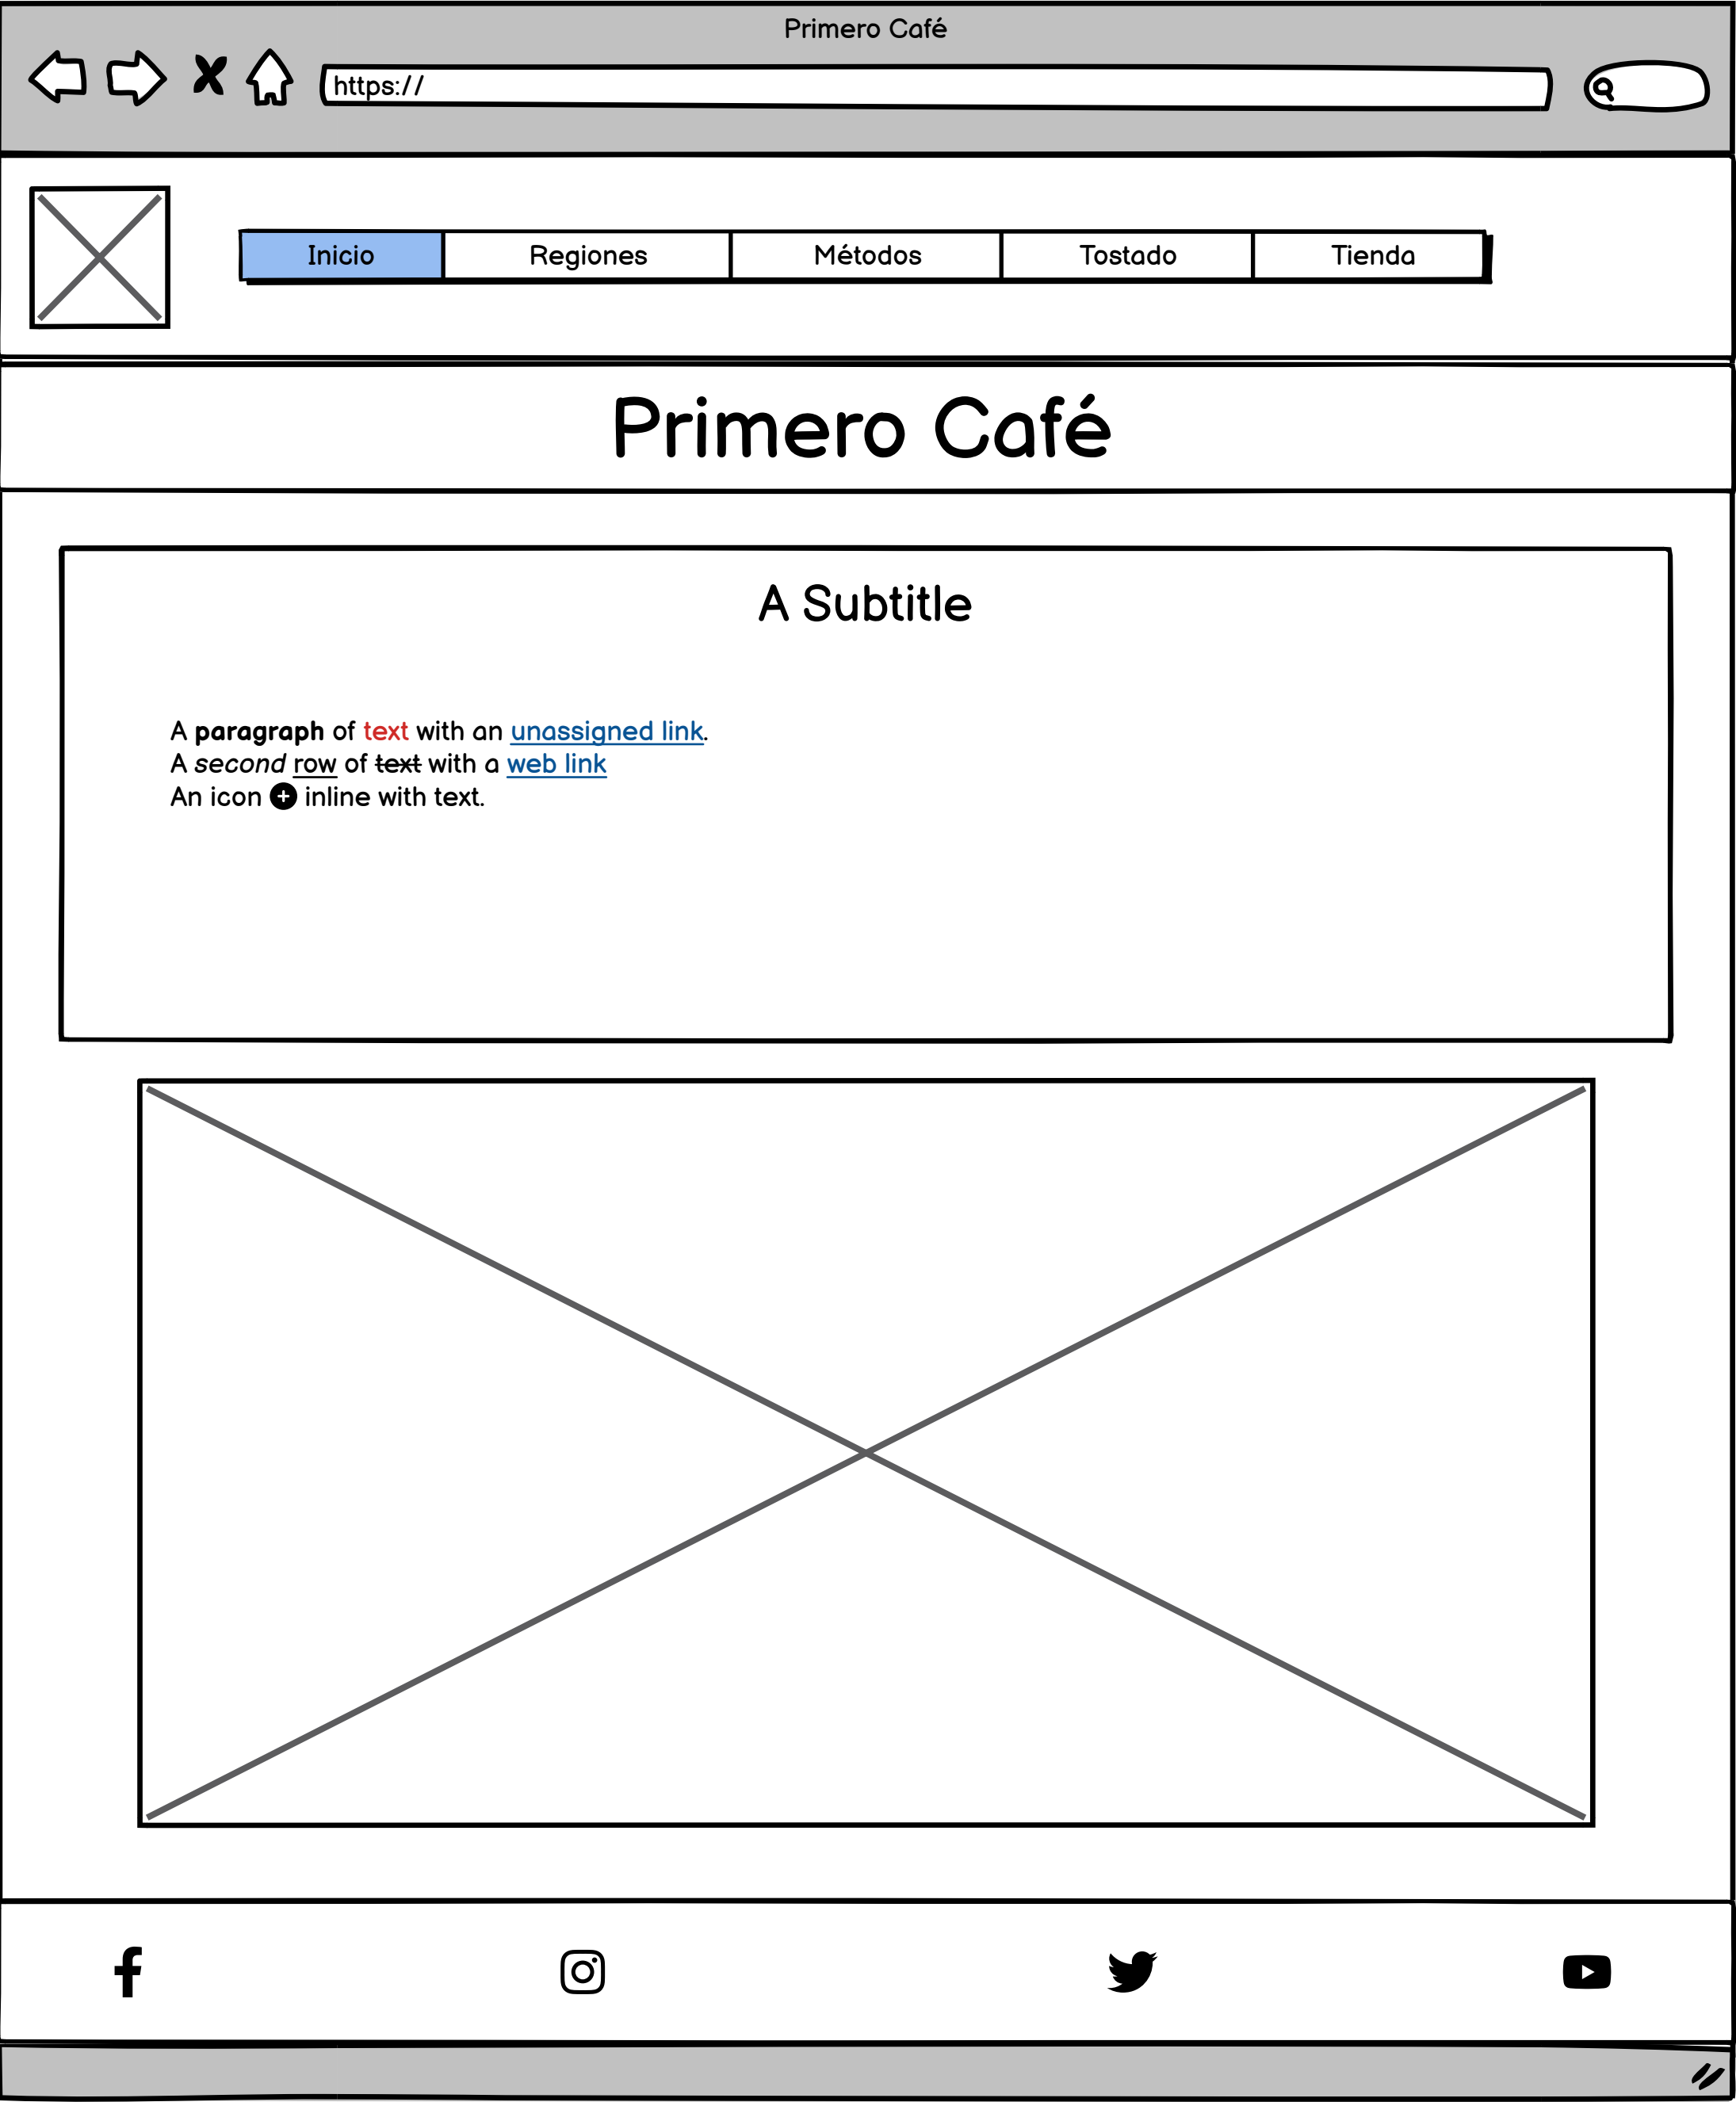 Primero Café
https://
Inicio Regiones Métodos Tostado Tienda
Primero Café
A Subtitle
A paragraph of text with an unassigned link.
A second row of text with a web link
An icon inline with text.